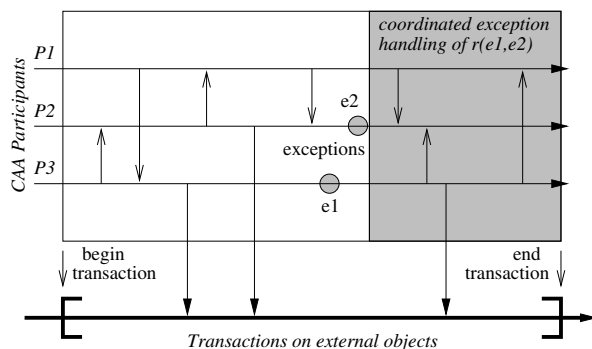 coordinated exception
handling of r(e1,e2)
CAA Participants
P1
P2
P3
e2
exceptions
e1
begin
transaction
end
transaction
Transactions on external objects